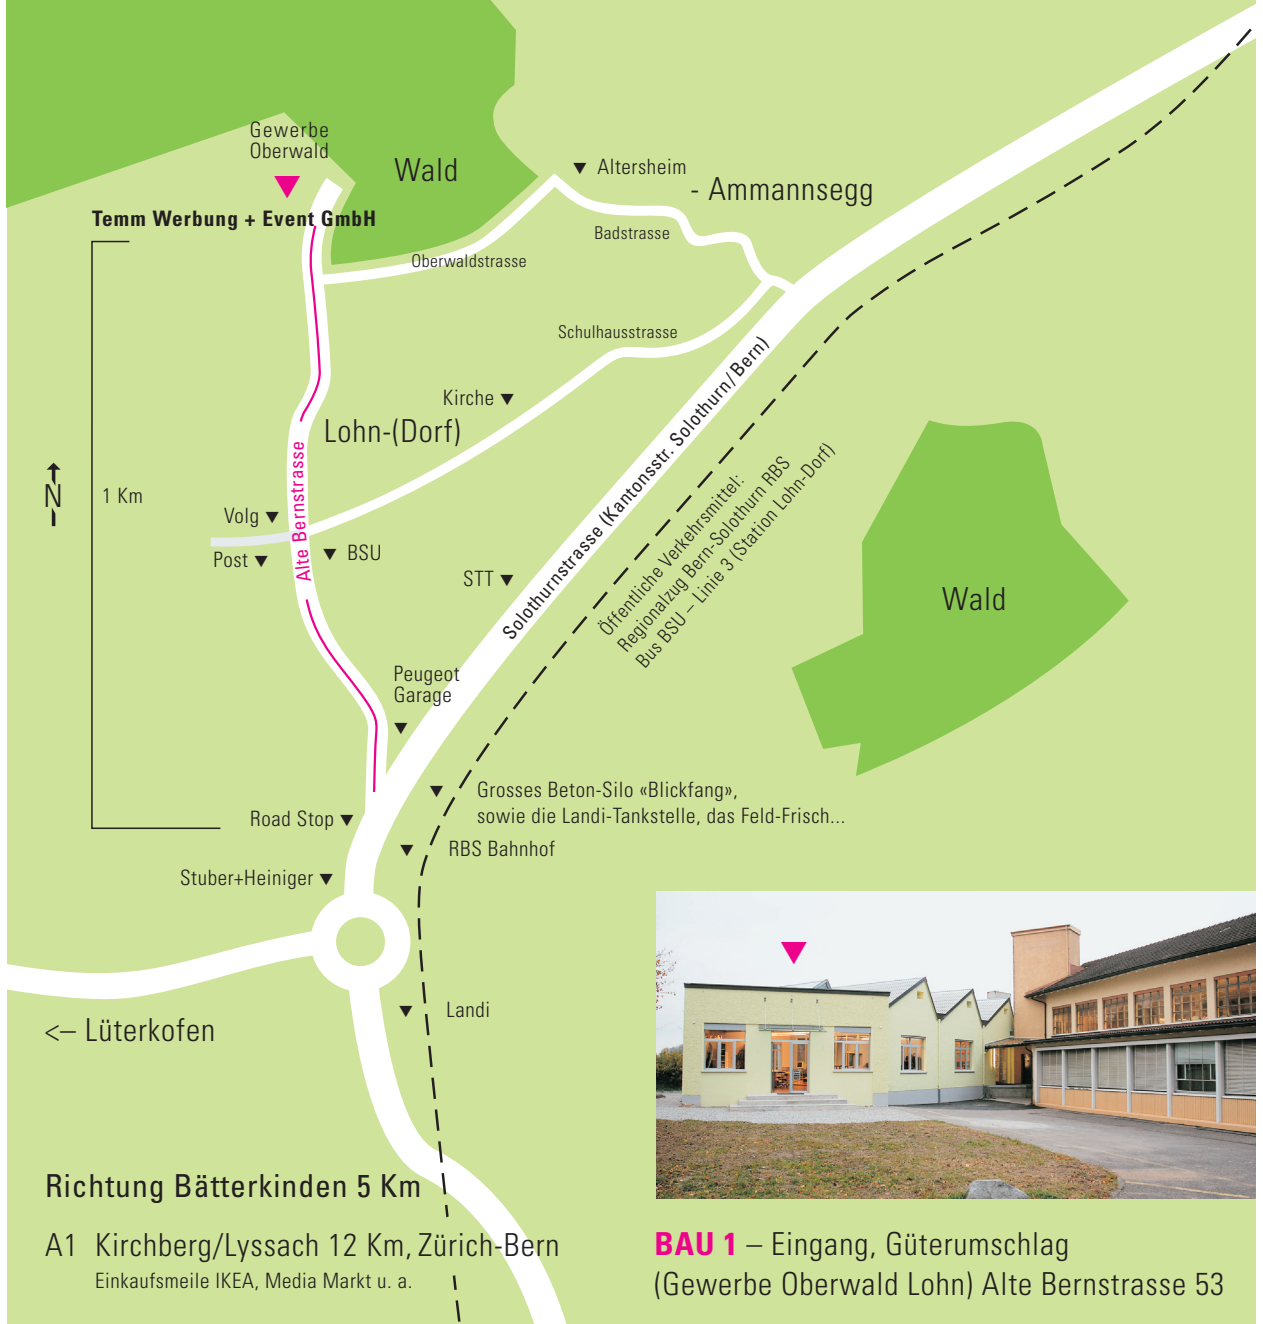 Gewerbe
Oberwald
Wald
Altersheim
- Ammannsegg
Temm Werbung + Event GmbH
Badstrasse
Oberwaldstrasse
Schulhausstrasse
Solothurnstrasse (Kantonsstr. Solothurn/Bern)
Kirche
Lohn-(Dorf)
Alte Bernstrasse
N
1 Km
Volg
Post
BSU
STT
Öffentliche Verkehrsmittel:
Regionalzug Bern-Solothurn RBS
Bus BSU – Linie 3 (Station Lohn-Dorf)
Wald
Peugeot
Garage
Grosses Beton-Silo «Blickfang»,
sowie die Landi-Tankstelle, das Feld-Frisch...
Road Stop
RBS Bahnhof
Stuber+Heiniger
Landi
<– Lüterkofen
Richtung Bätterkinden 5 Km
A1 Kirchberg/Lyssach 12 Km, Zürich-Bern
Einkaufsmeile IKEA, Media Markt u. a.
BAU 1 – Eingang, Güterumschlag
(Gewerbe Oberwald Lohn) Alte Bernstrasse 53